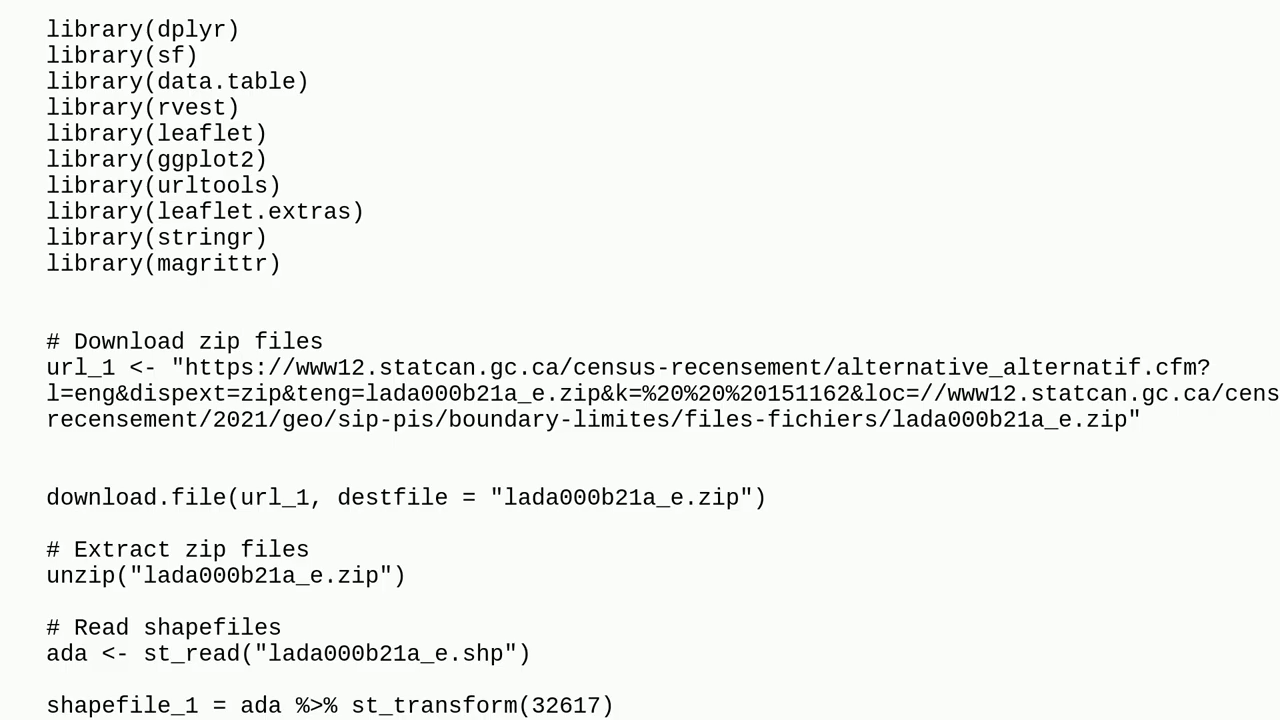 library(dplyr)
library(sf)
library(data.table)
library(rvest)
library(leaflet)
library(ggplot2)
library(urltools)
library(leaflet.extras)
library(stringr)
library(magrittr)
# Download zip files
url_1 <- "https://www12.statcan.gc.ca/census-recensement/alternative_alternatif.cfm?
l=eng&dispext=zip&teng=lada000b21a_e.zip&k=%20%20%20151162&loc=//www12.statcan.gc.ca/cens
recensement/2021/geo/sip-pis/boundary-limites/files-fichiers/lada000b21a_e.zip"
download.file(url_1, destfile = "lada000b21a_e.zip")
# Extract zip files
unzip("lada000b21a_e.zip")
# Read shapefiles
ada <- st_read("lada000b21a_e.shp")
shapefile_1 = ada %>% st_transform(32617)